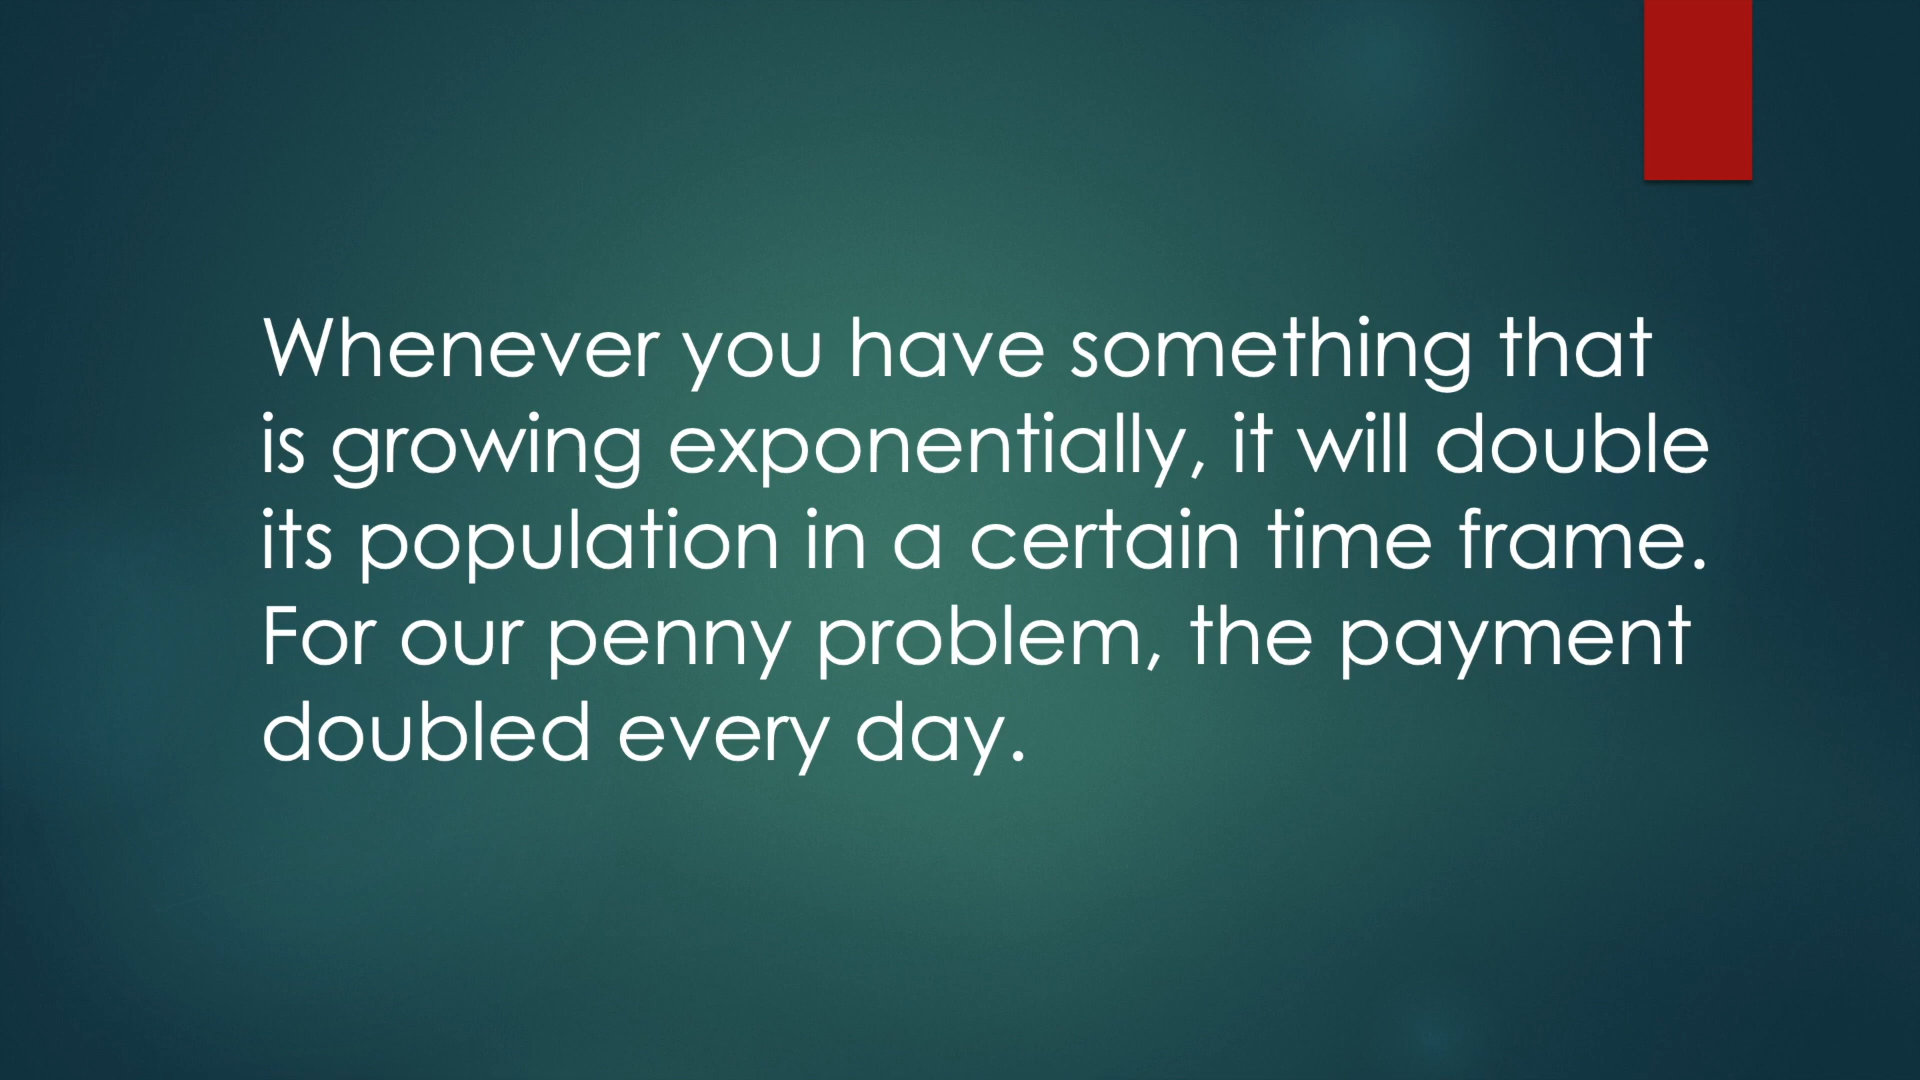 Whenever you have something that
is growing exponentially, it will double
its population in a certain time frame.
For our penny problem, the payment
doubled every day.